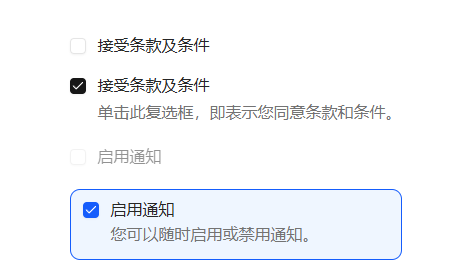 接受条款及条件
接受条款及条件
单击此复选框，即表示您同意条款和条件。
启用通知
启用通知
您可以随时启用或禁用通知。